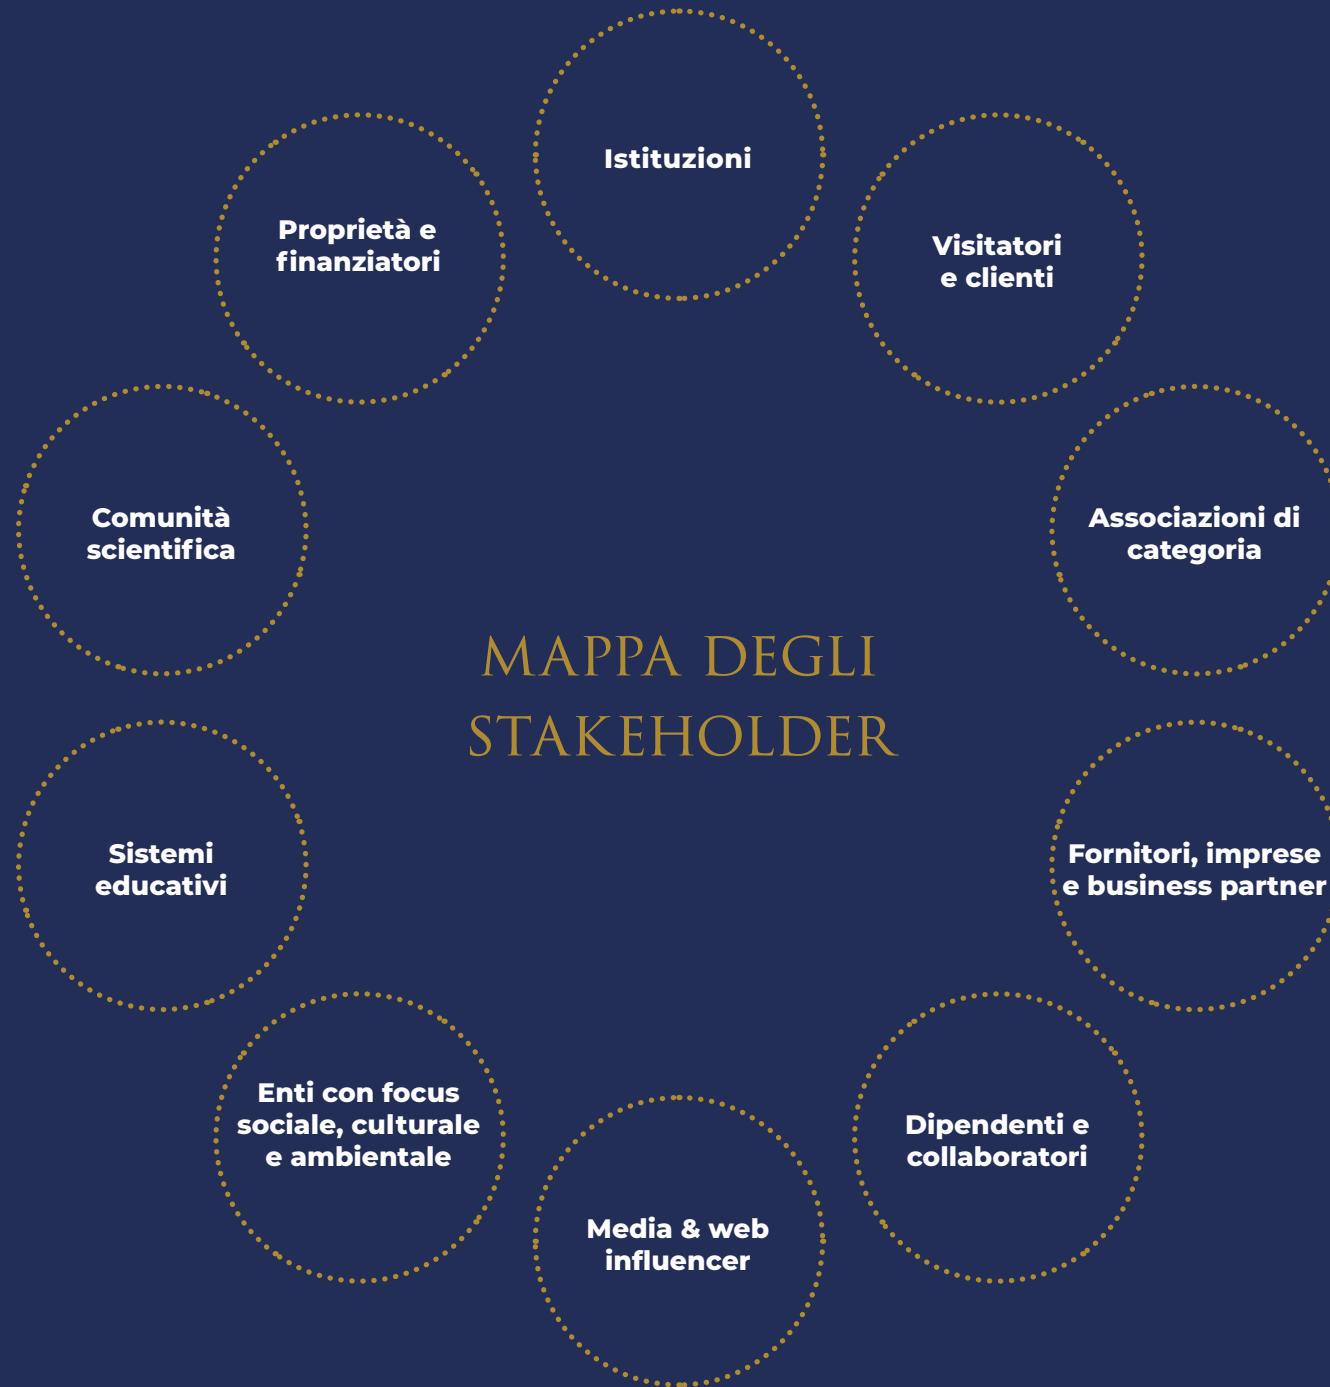 Istituzioni
Proprietà e
finanziatori
Visitatori
e clienti
Comunità
scientifica
Associazioni di
categoria
MAPPA DEGLI
STAKEHOLDER
Sistemi
educativi
Fornitori, imprese
e business partner
Enti con focus
sociale, culturale
e ambientale
Dipendenti e
collaboratori
Media & web
influencer